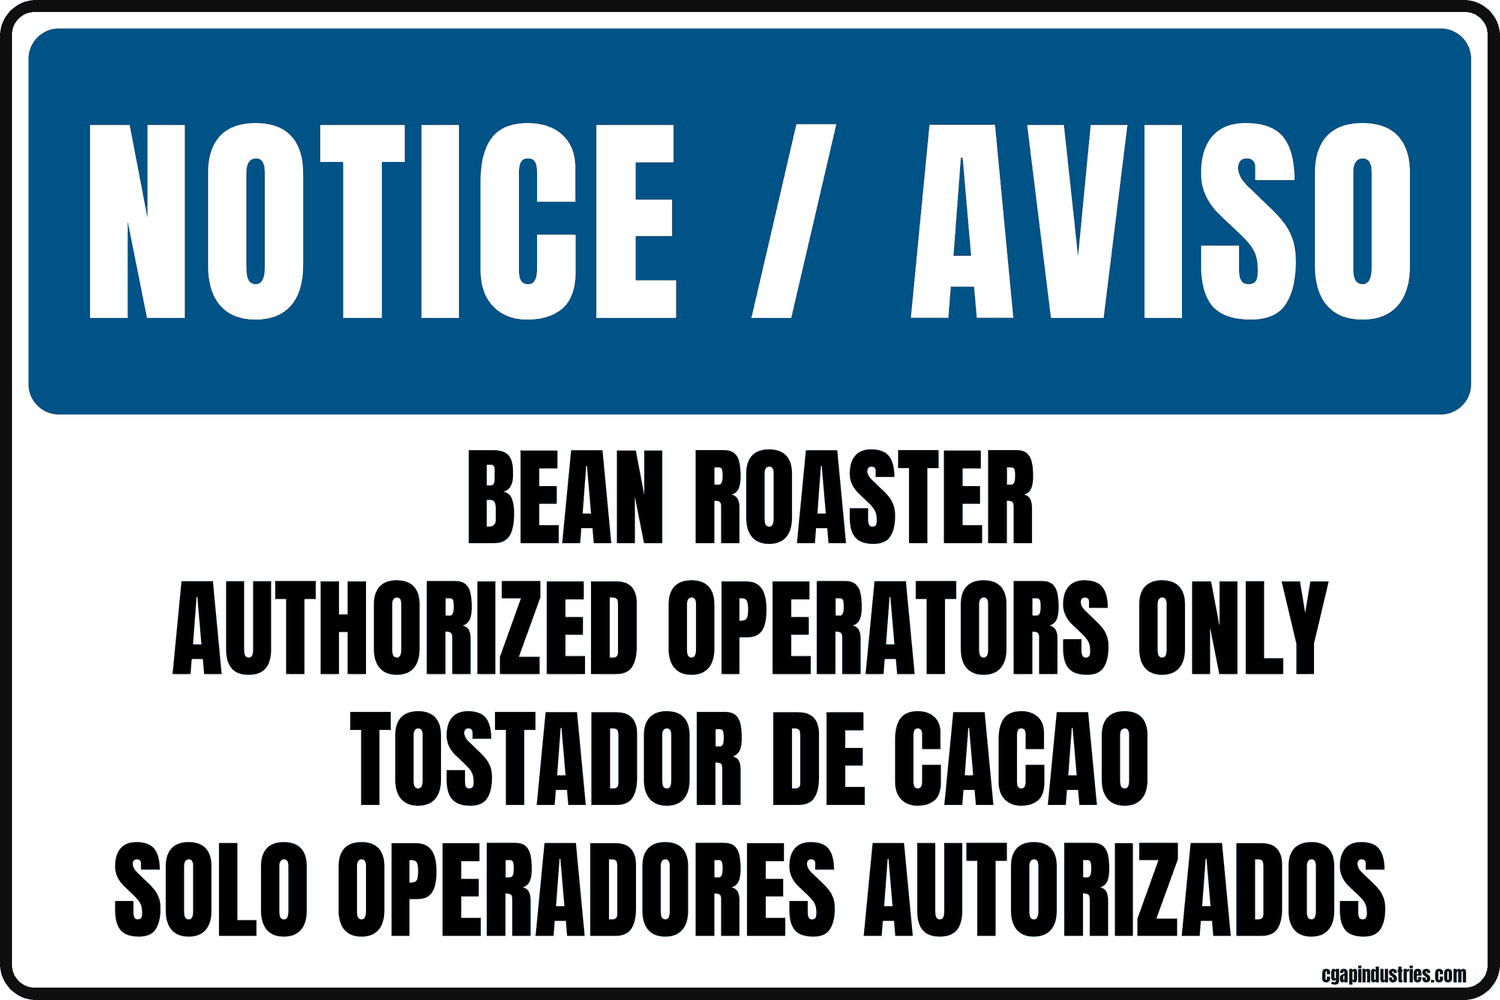 NOTICE / AVISO
BEAN ROASTER
AUTHORIZED OPERATORS ONLY
TOSTADOR DE CACAO
SOLO OPERADORES AUTORIZADOS
cgapindustries.com